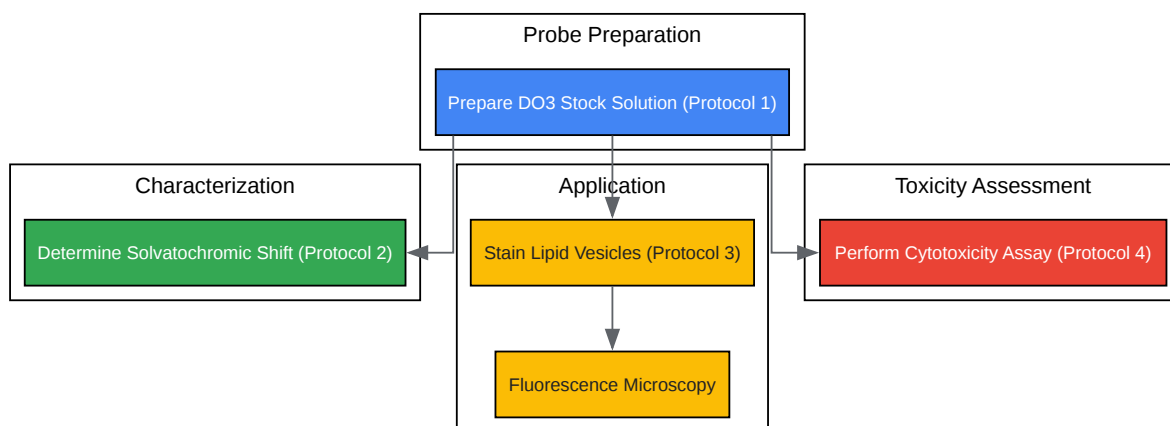 Probe Preparation
Prepare DO3 Stock Solution (Protocol 1)
Characterization
Application
Toxicity Assessment
Determine Solvatochromic Shift (Protocol 2)
Stain Lipid Vesicles (Protocol 3)
Perform Cytotoxicity Assay (Protocol 4)
Fluorescence Microscopy